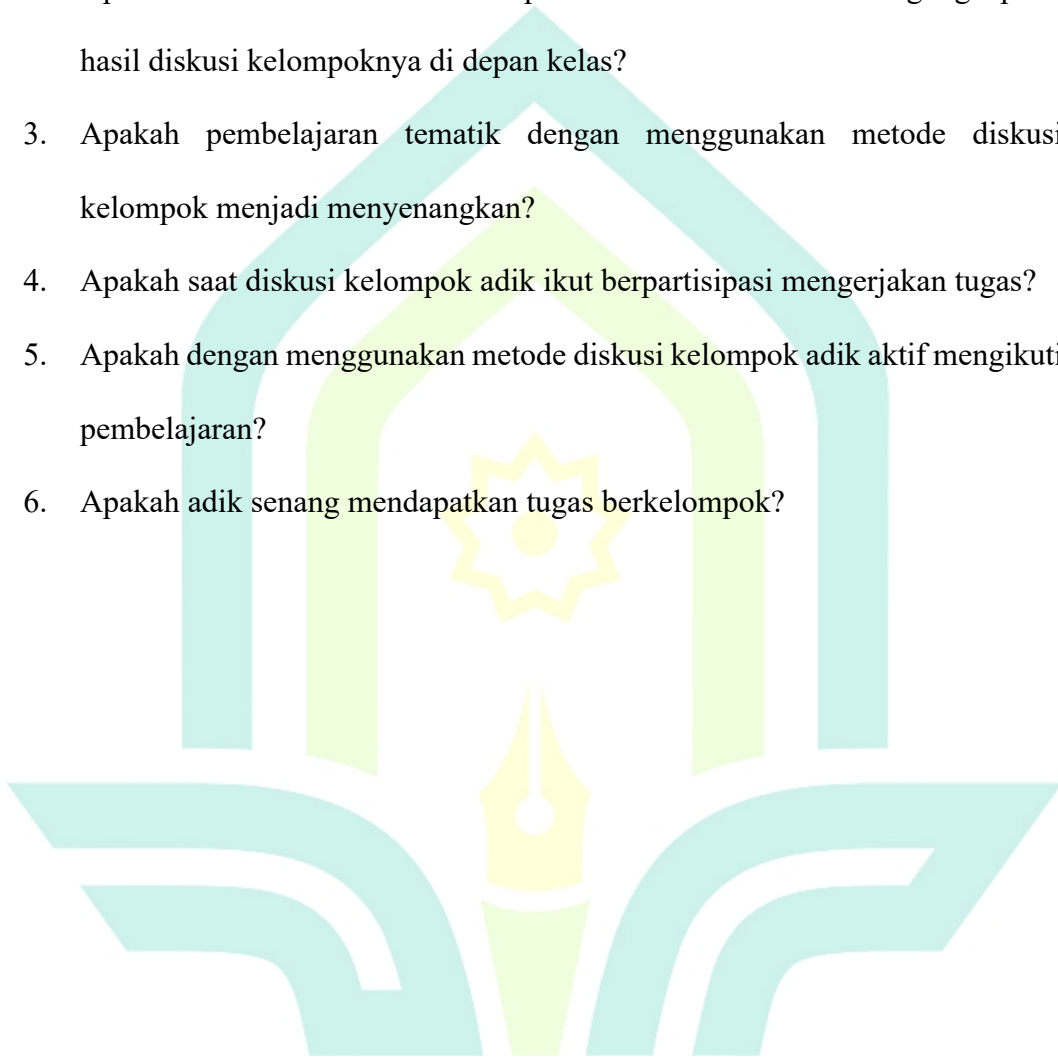 hasil diskusi kelompoknya di depan kelas?
3. Apakah pembelajaran tematik dengan menggunakan metode diskusi
kelompok menjadi menyenangkan?
4. Apakah saat diskusi kelompok adik ikut berpartisipasi mengerjakan tugas?
5. Apakah dengan menggunakan metode diskusi kelompok adik aktif mengikuti
pembelajaran?
6. Apakah adik senang mendapatkan tugas berkelompok?